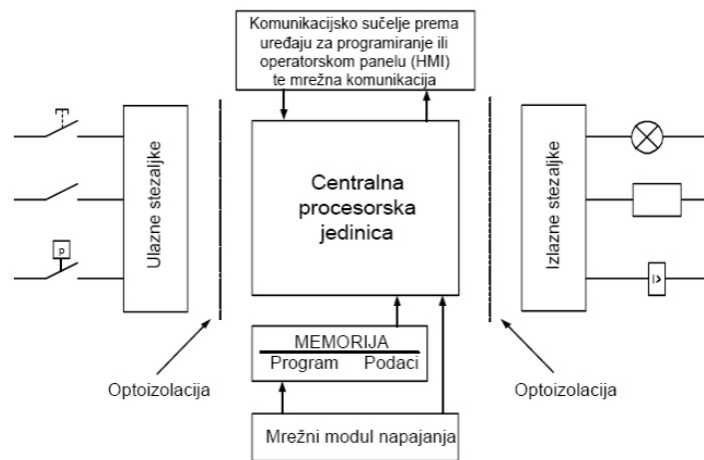 Komunikacijsko sučelje prema
uređaju za programiranje ili
operatorskom panelu (HMI)
te mrežna komunikacija
Ulazne stezaljke
p
Centralna
procesorska
jedinica
Izlazne stezaljke
I>
MEMORIJA
Program Podaci
Optoizolacija
Optoizolacija
Mrežni modul napajanja